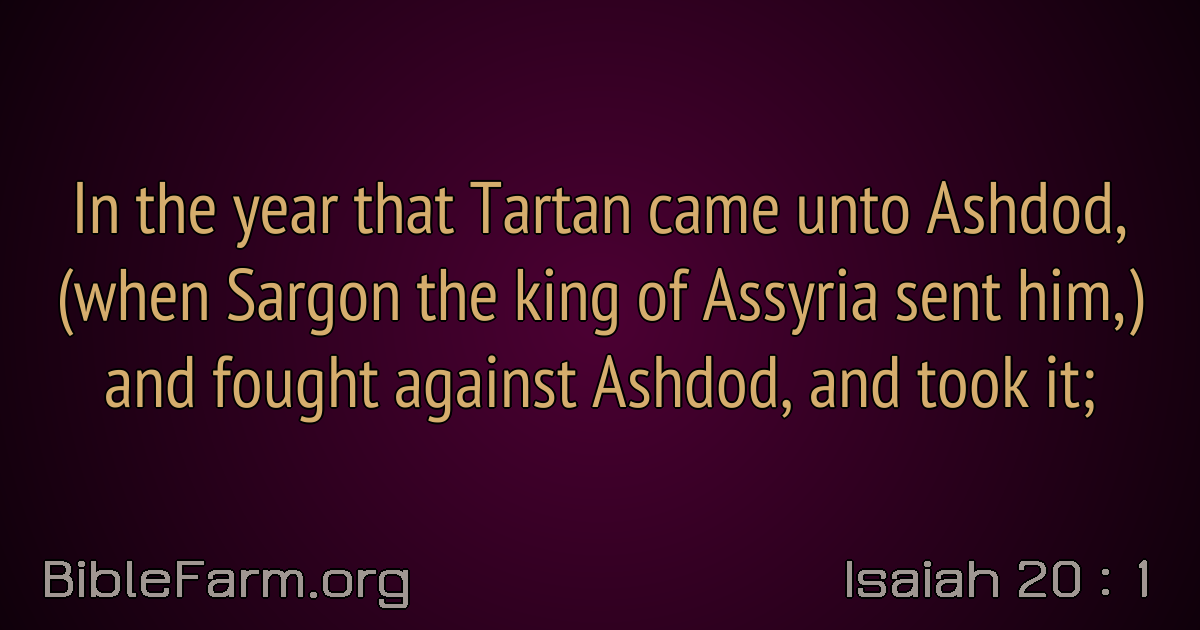 In the year that Tartan came unto Ashdod,
(when Sargon the king of Assyria sent him,)
and fought against Ashdod, and took it;
BibleFarm.org
Isaiah 20 : 1